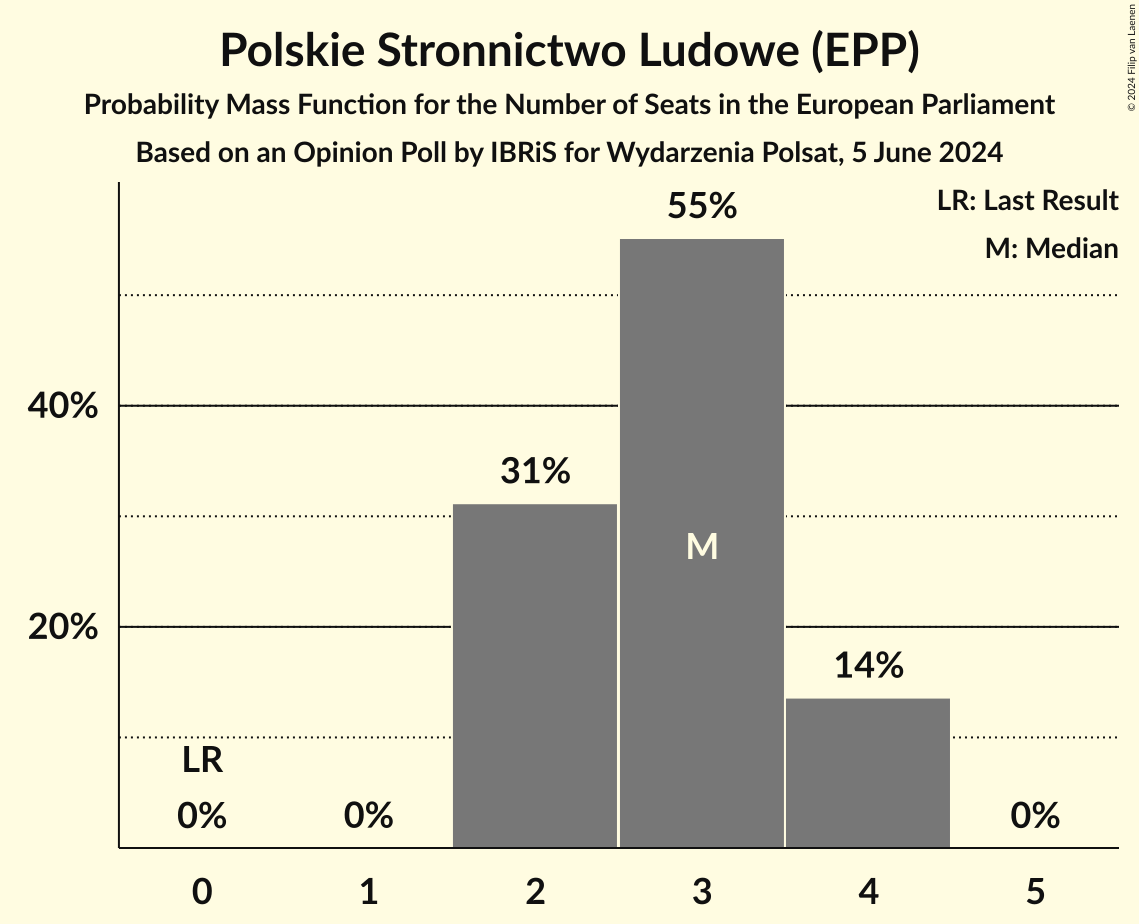 Polskie Stronnictwo Ludowe (EPP)
Probability Mass Function for the Number of Seats in the European Parliament
Based on an Opinion Poll by IBRiS for Wydarzenia Polsat, 5 June 2024
© 2024 Filip van Laenen
LR: Last Result
M: Median
55%
40%
31%
M
20%
14%
LR
0%
0%
0%
0
1
2
3
4
5